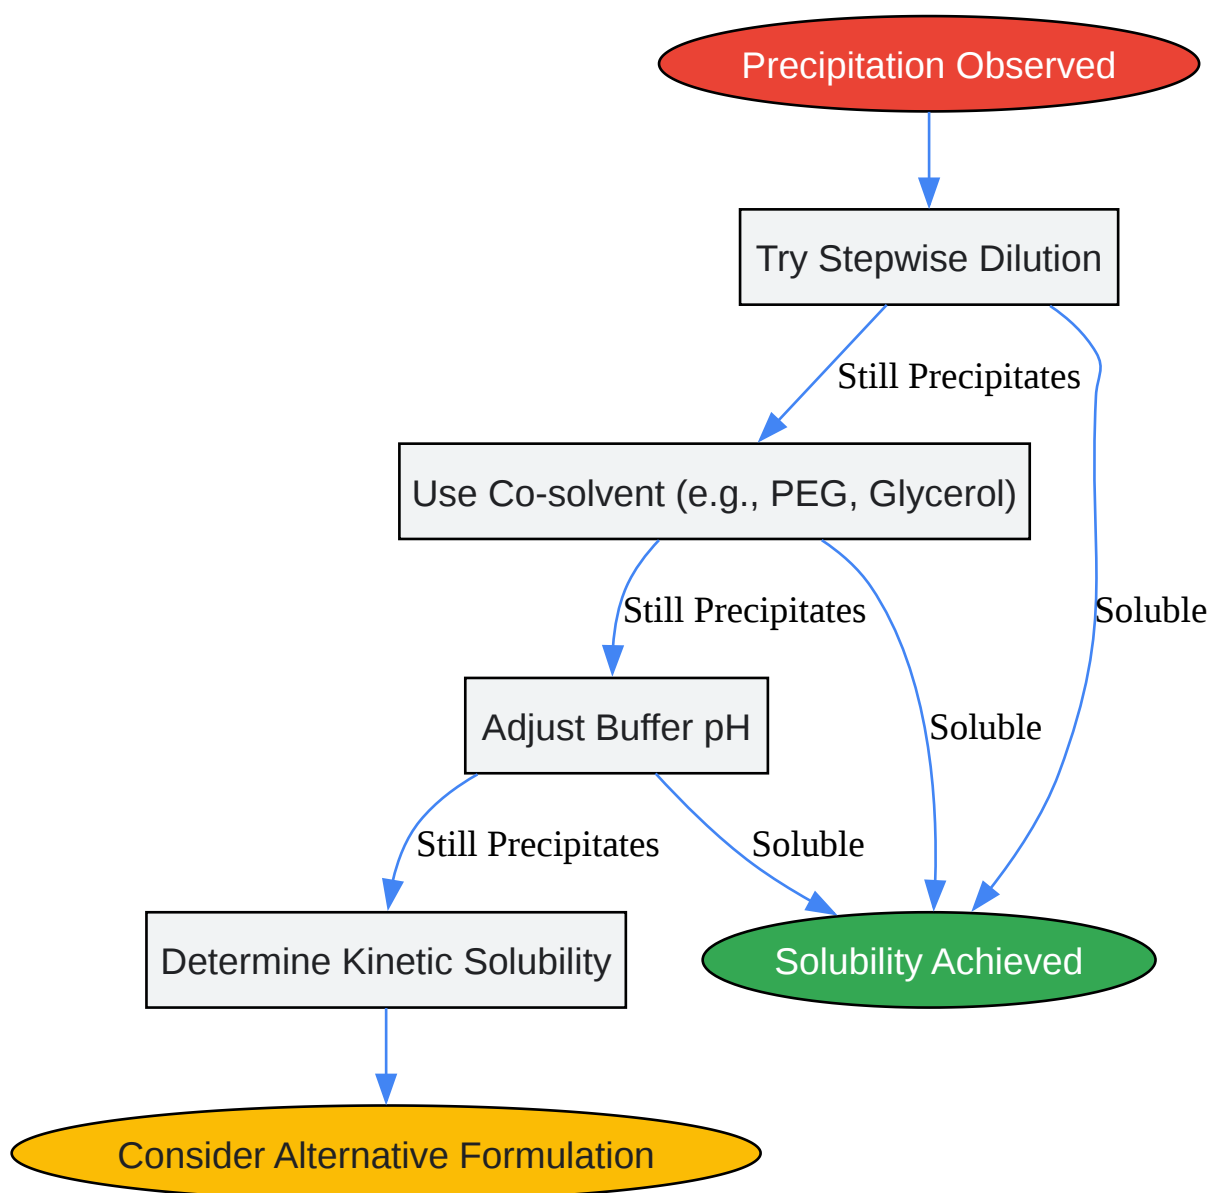 Precipitation Observed
Try Stepwise Dilution
Still Precipitates
Use Co-solvent (e.g., PEG, Glycerol)
Still Precipitates
Soluble
Adjust Buffer pH
Soluble
Still Precipitates
Soluble
Determine Kinetic Solubility
Solubility Achieved
Consider Alternative Formulation